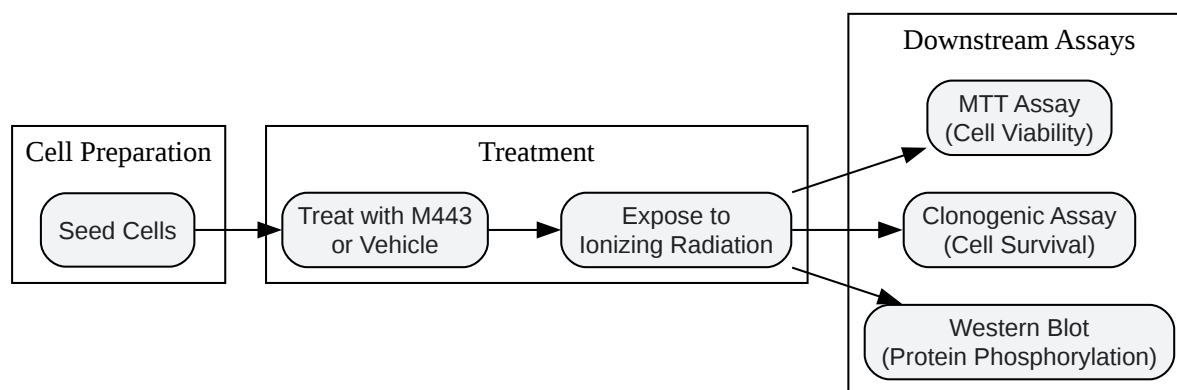 Cell Preparation
Seed Cells
Treatment
Treat with M443
or Vehicle
Expose to
Ionizing Radiation
Downstream Assays
MTT Assay
(Cell Viability)
Clonogenic Assay
(Cell Survival)
Western Blot
(Protein Phosphorylation)